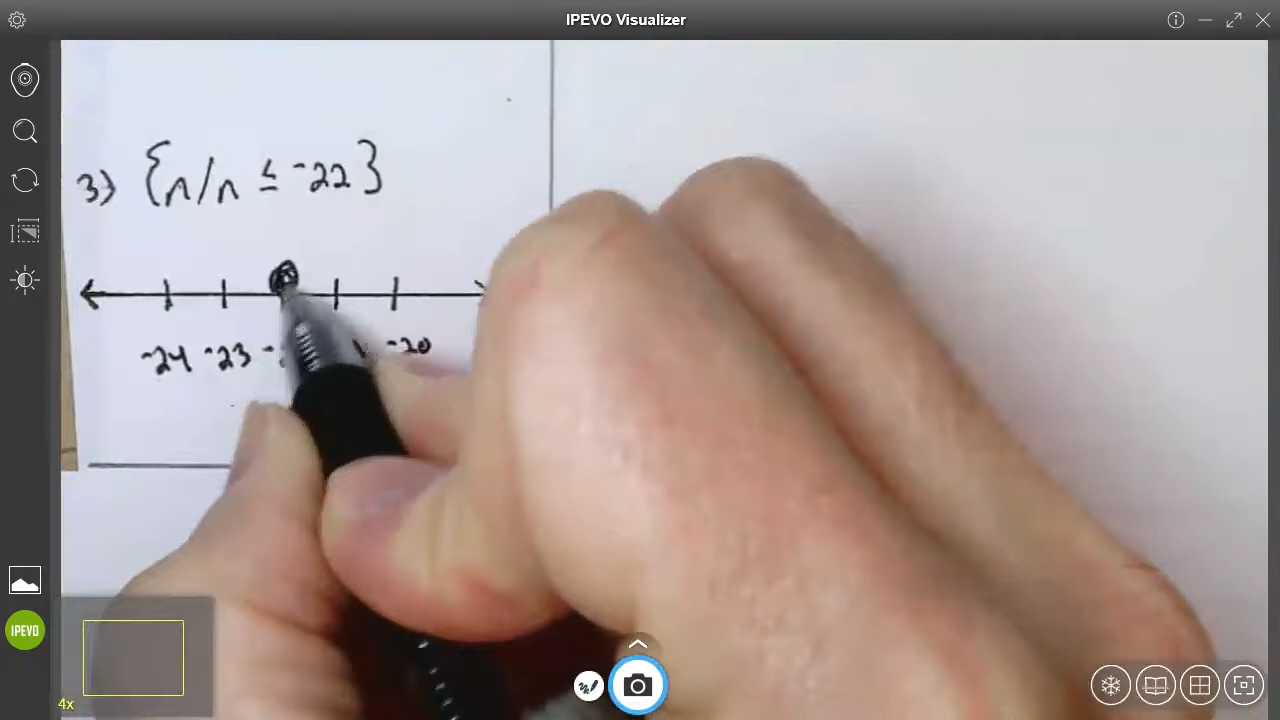 IPEVO Visualizer
3) {n/n ≤ -22}
-24 -23 -20
IPEVO
4x